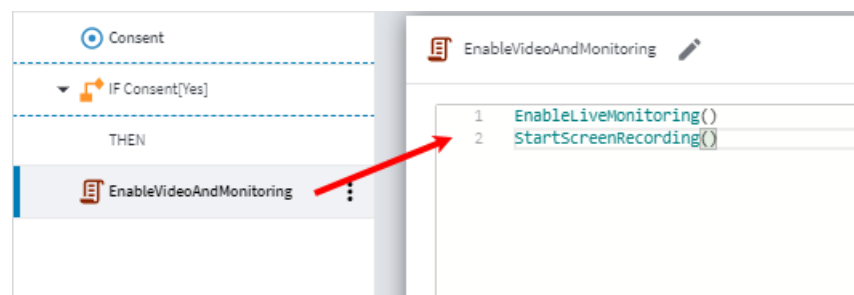 Consent
IF Consent[Yes]
THEN
EnableVideoAndMonitoring
EnableVideoAndMonitoring
1 EnableLiveMonitoring()
2 StartScreenRecording()